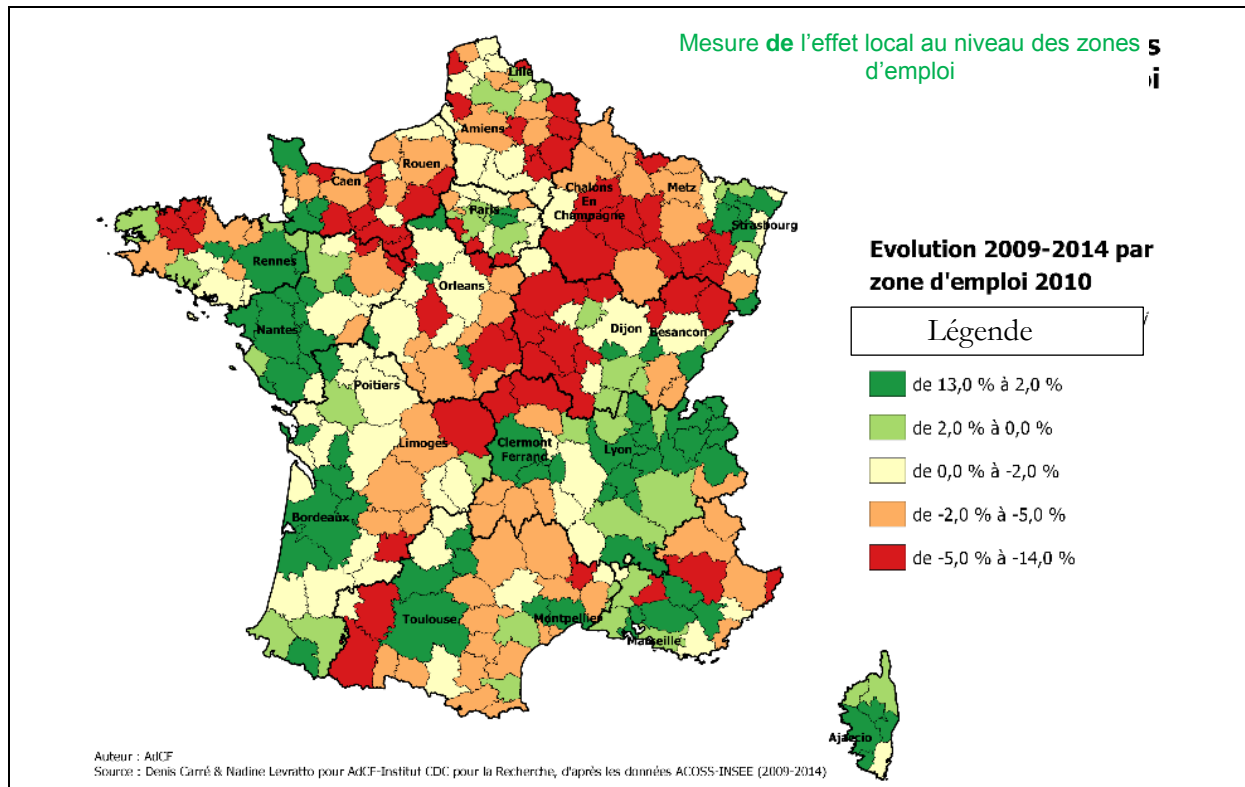 Mesure de l'effet local au niveau des zones s
d'emploi oi
Lille
Amiens
Rouen
Caen
Chalons
En
Champagne
Metz
Paris
Strasbourg
Rennes
Orleans
Nantes
Dijon
Besancon
Poitiers
Limoges
Clermont
Ferrand
Lyon
Bordeaux
Toulouse
Montpellier
Marseille
Ajaccio
Evolution 2009-2014 par
zone d'emploi 2010
Légende
de 13,0 % à 2,0 %
de 2,0 % à 0,0 %
de 0,0 % à -2,0 %
de -2,0 % à -5,0 %
de -5,0 % à -14,0 %
Auteur : AdCF
Source : Denis Carré & Nadine Levratto pour AdCF-Institut CDC pour la Recherche, d'après les données ACOSS-INSEE (2009-2014)